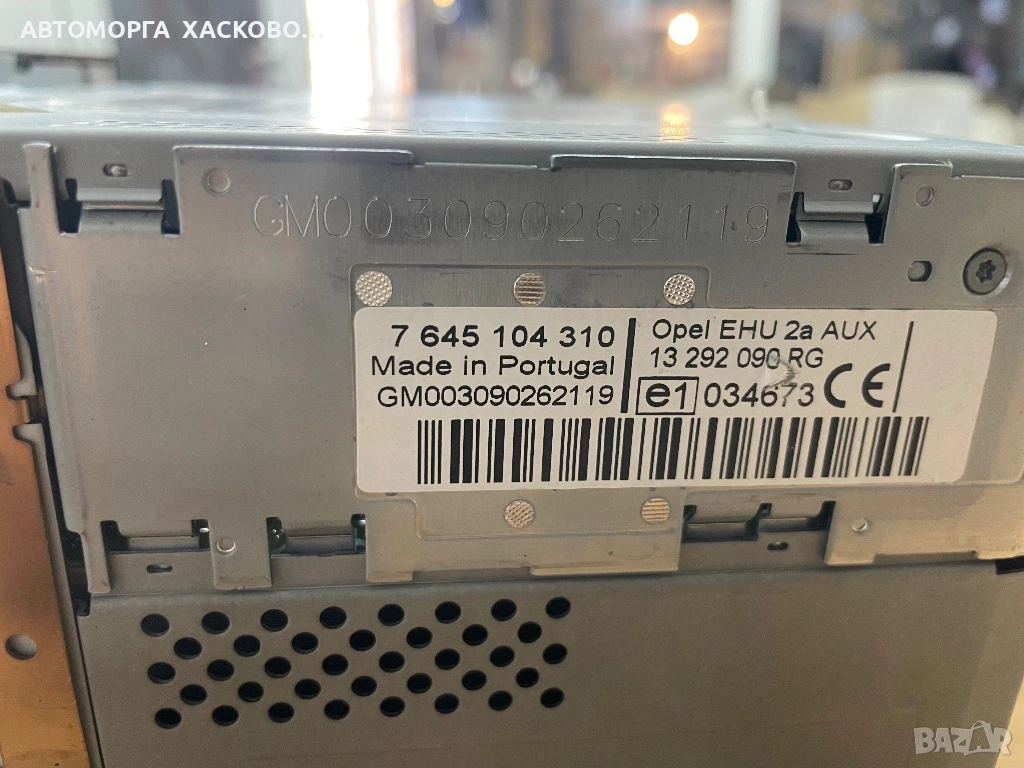 АВТОМОРГА ХАСКОВО...
GM003090262119
7 645 104 310
Made in Portugal
GM003090262119
Opel EHU 2a AUX
13 292 090 RG
e1 034673 CE
BAZAR